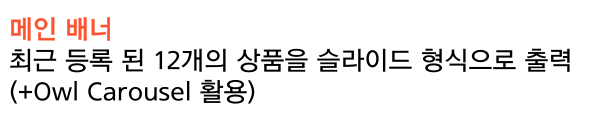 메인 배너
최근 등록 된 12개의 상품을 슬라이드 형식으로 출력
(+Owl Carousel 활용)